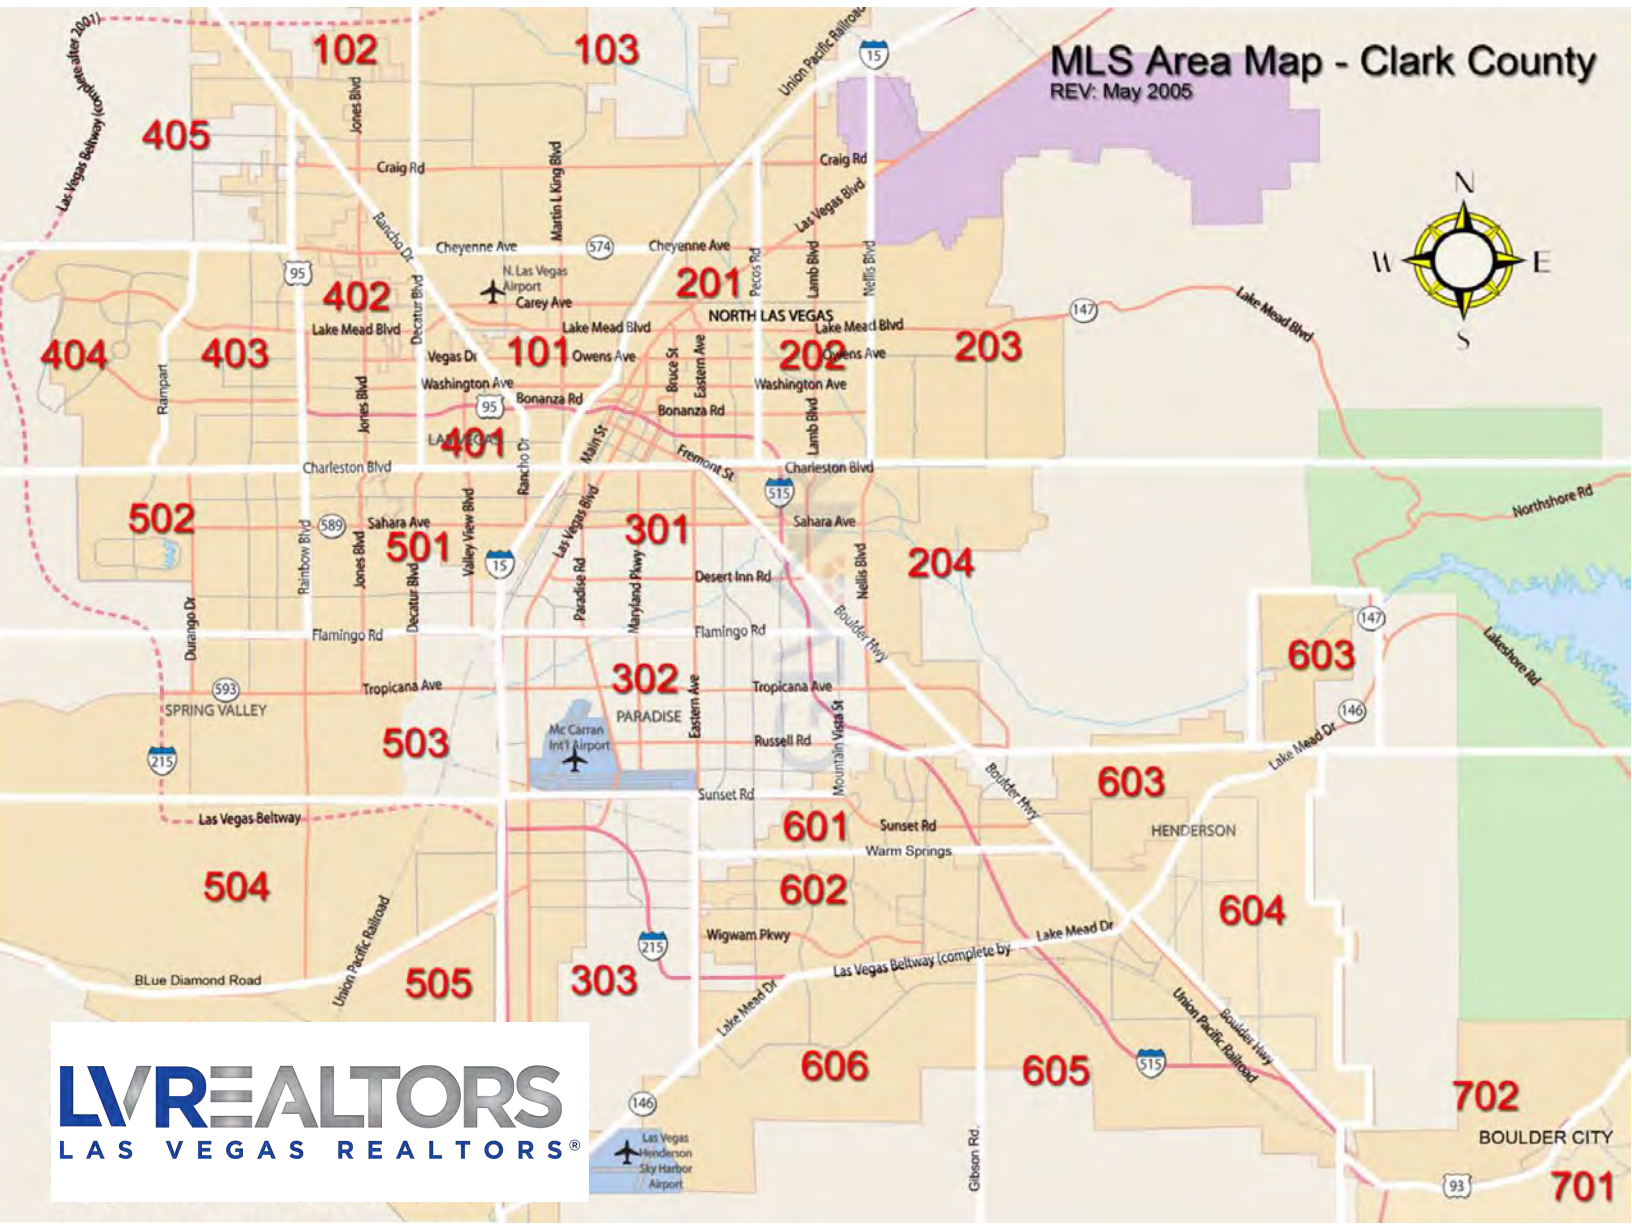 MLS Area Map - Clark County
REV: May 2005
102
103
Union Pacific Railroad
15
Las Vegas Beltway (complete after 2001)
405
Jones Blvd
Craig Rd
Martin L King Blvd
Craig Rd
Las Vegas Blvd
N
W
E
S
Rancho Dr
Cheyenne Ave
574
Cheyenne Ave
Pecos Rd
Lamb Blvd
Nellis Blvd
95
402
Decatur Blvd
N. Las Vegas
Airport
Carey Ave
201
NORTH LAS VEGAS
147
Lake Mead Blvd
Lake Mead Blvd
Lake Mead Blvd
Lake Mead Blvd
404
403
Vegas Dr
101
Owens Ave
Bruce St
Eastern Ave
202
Owens Ave
203
Rampart
Jones Blvd
Washington Ave
Washington Ave
95
Bonanza Rd
Bonanza Rd
Lamb Blvd
LAS VEGAS
401
Rancho Dr
Main St
Fremont St
Charleston Blvd
Charleston Blvd
515
Northshore Rd
502
Rainbow Blvd
589
Sahara Ave
Jones Blvd
501
Decatur Blvd
Valley View Blvd
15
Las Vegas Blvd
301
Sahara Ave
Paradise Rd
Maryland Pkwy
Desert Inn Rd
Nellis Blvd
204
Durango Dr
Flamingo Rd
Flamingo Rd
Boulder Hwy
147
603
Lakeshore Rd
593
SPRING VALLEY
Tropicana Ave
302
PARADISE
Eastern Ave
Tropicana Ave
146
Lake Mead Dr
215
503
Mc Carran
Int'l Airport
Russell Rd
Mountain Vista St
Boulder Hwy
603
Sunset Rd
Las Vegas Beltway
601
Sunset Rd
HENDERSON
Warm Springs
504
602
604
Union Pacific Railroad
215
Wigwam Pkwy
Lake Mead Dr
Las Vegas Beltway (complete by
BLue Diamond Road
505
303
Lake Mead Dr
Union Pacific Railroad
Boulder Hwy
606
605
515
702
LVREALTORS
LAS VEGAS REALTORS®
146
Las Vegas
Henderson
Sky Harbor
Airport
Gibson Rd.
BOULDER CITY
93
701